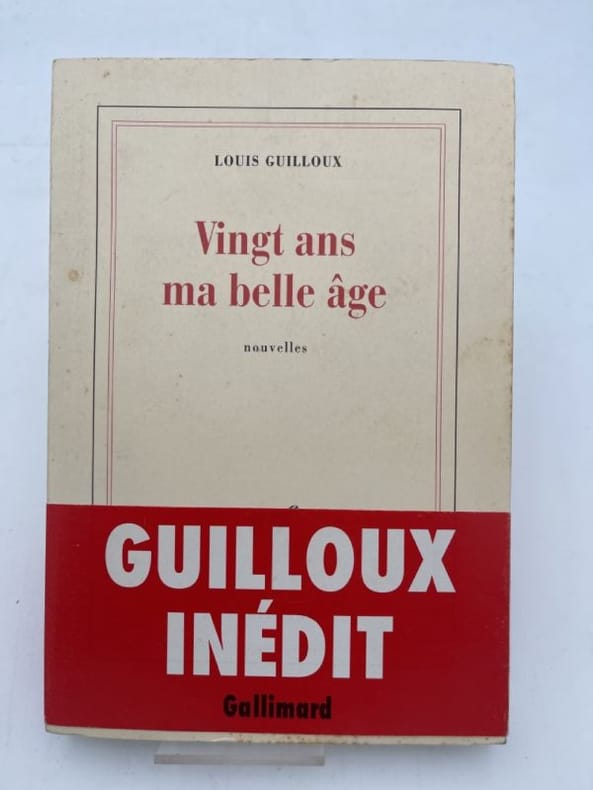 LOUIS GUILLOUX
Vingt ans
ma belle âge
nouvelles
GUILLOUX
INÉDIT
Gallimard